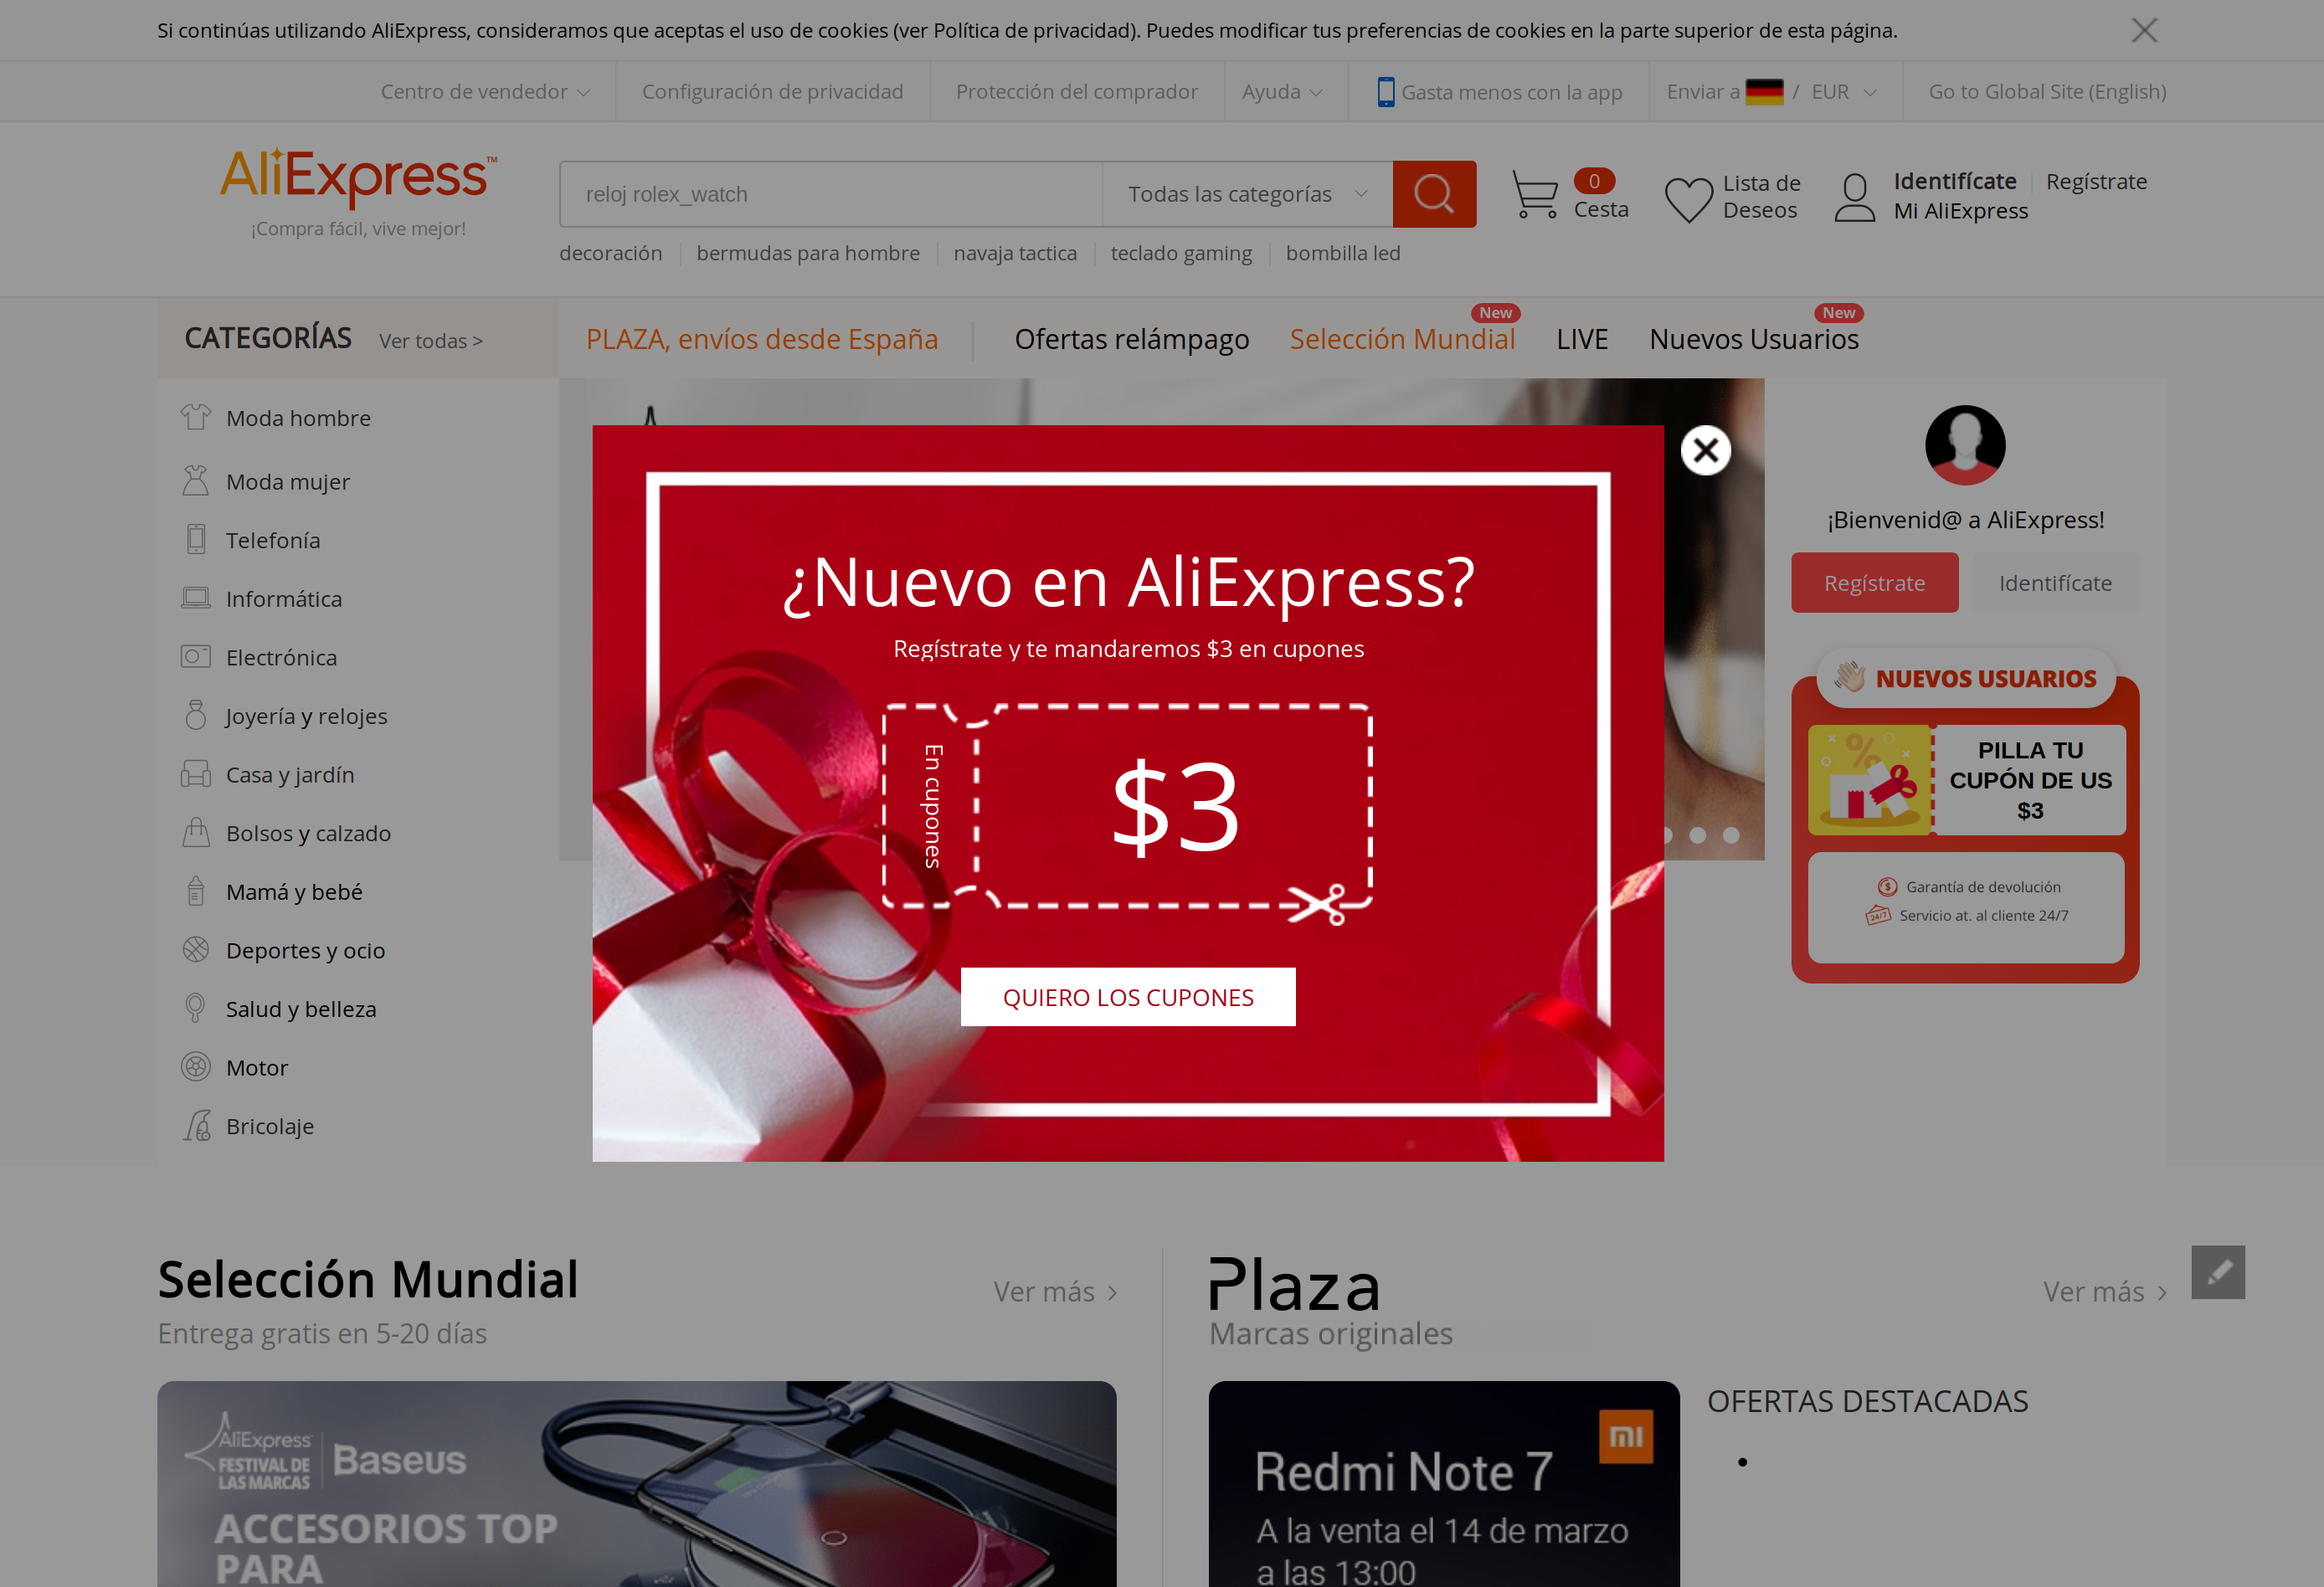 Si continúas utilizando AliExpress, consideramos que aceptas el uso de cookies (ver Política de privacidad). Puedes modificar tus preferencias de cookies en la parte superior de esta página.
Centro de vendedor
Configuración de privacidad
Protección del comprador
Ayuda
Gasta menos con la app
Enviar a / EUR
Go to Global Site (English)
AliExpress™
¡Compra fácil, vive mejor!
reloj rolex_watch
Todas las categorías
0
Cesta
Lista de
Deseos
Identifícate
Regístrate
Mi AliExpress
decoración
bermudas para hombre
navaja tactica
teclado gaming
bombilla led
CATEGORÍAS
Ver todas >
PLAZA, envíos desde España
Ofertas relámpago
New
Selección Mundial
LIVE
New
Nuevos Usuarios
Moda hombre
Moda mujer
Telefonía
Informática
Electrónica
Joyería y relojes
Casa y jardín
Bolsos y calzado
Mamá y bebé
Deportes y ocio
Salud y belleza
Motor
Bricolaje
¿Nuevo en AliExpress?
Regístrate y te mandaremos $3 en cupones
En cupones
$3
QUIERO LOS CUPONES
¡Bienvenid@ a AliExpress!
Regístrate
Identifícate
NUEVOS USUARIOS
%
PILLA TU
CUPÓN DE US
$3
$
Garantía de devolución
24/7
Servicio at. al cliente 24/7
Selección Mundial
Ver más >
Entrega gratis en 5-20 días
Plaza
Ver más >
Marcas originales
AliExpress
FESTIVAL DE
LAS MARCAS
Baseus
ACCESORIOS TOP
PARA
mi
Redmi Note 7
A la venta el 14 de marzo
a las 13:00
OFERTAS DESTACADAS
•